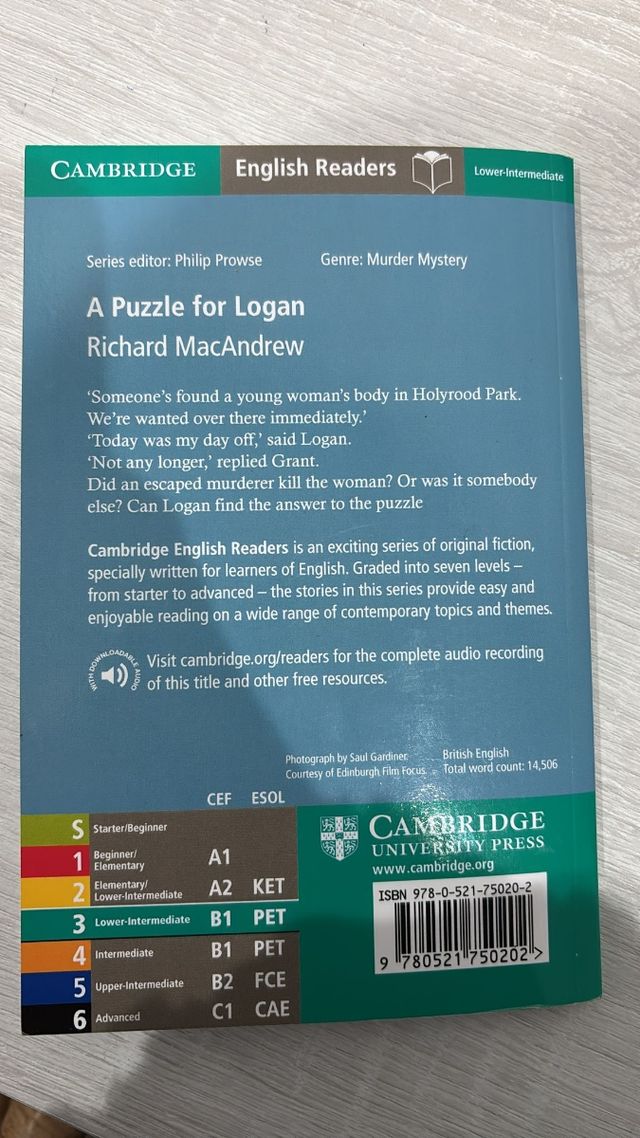 CAMBRIDGE English Readers Lower-Intermediate
Series editor: Philip Prowse Genre: Murder Mystery
A Puzzle for Logan
Richard MacAndrew
‘Someone’s found a young woman’s body in Holyrood Park.
We’re wanted over there immediately.’
‘Today was my day off,’ said Logan.
‘Not any longer,’ replied Grant.
Did an escaped murderer kill the woman? Or was it somebody
else? Can Logan find the answer to the puzzle
Cambridge English Readers is an exciting series of original fiction,
specially written for learners of English. Graded into seven levels –
from starter to advanced – the stories in this series provide easy and
enjoyable reading on a wide range of contemporary topics and themes.
WITH DOWNLOADABLE AUDIO
Visit cambridge.org/readers for the complete audio recording
of this title and other free resources.
Photograph by Saul Gardiner
Courtesy of Edinburgh Film Focus
British English
Total word count: 14,506
CEF ESOL
S Starter/Beginner
1 Beginner/
Elementary A1
2 Elementary/
Lower-Intermediate A2 KET
3 Lower-Intermediate B1 PET
4 Intermediate B1 PET
5 Upper-Intermediate B2 FCE
6 Advanced C1 CAE
CAMBRIDGE
UNIVERSITY PRESS
www.cambridge.org
ISBN 978-0-521-75020-2
9 780521 750202 >